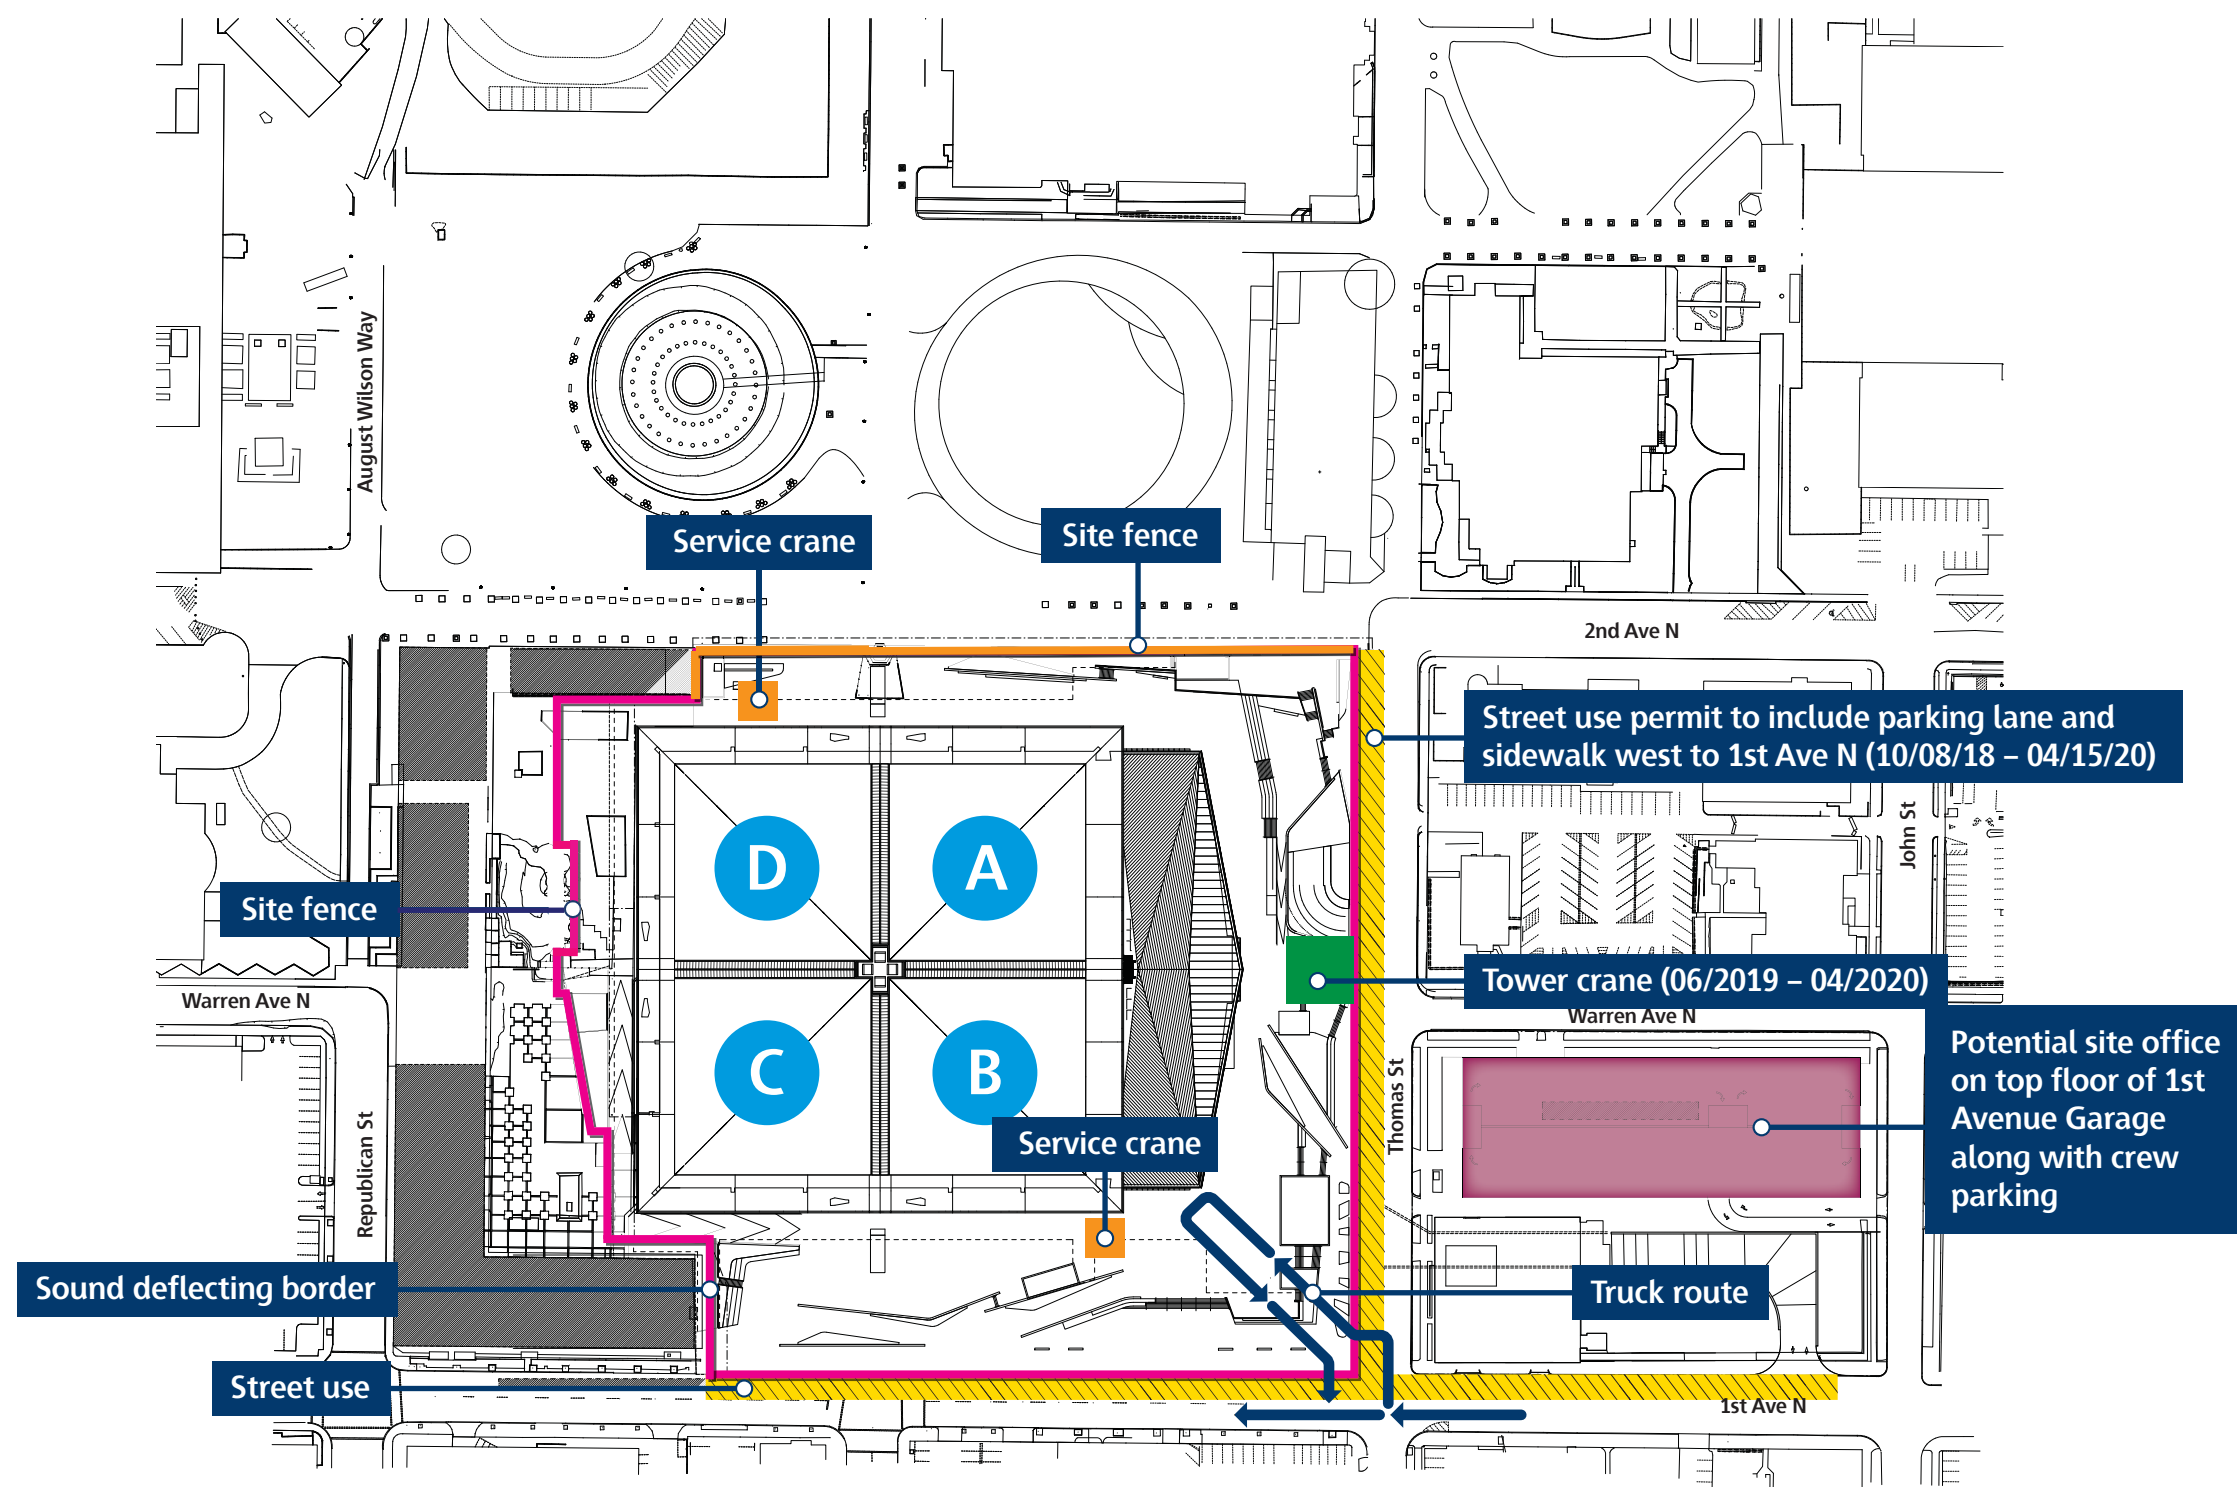 August Wilson Way
Service crane
Site fence
2nd Ave N
Street use permit to include parking lane and
sidewalk west to 1st Ave N (10/08/18 – 04/15/20)
John St
D
A
Site fence
Tower crane (06/2019 – 04/2020)
Warren Ave N
Warren Ave N
Potential site office
on top floor of 1st
Avenue Garage
along with crew
parking
C
B
Thomas St
Republican St
Service crane
Sound deflecting border
Truck route
Street use
1st Ave N